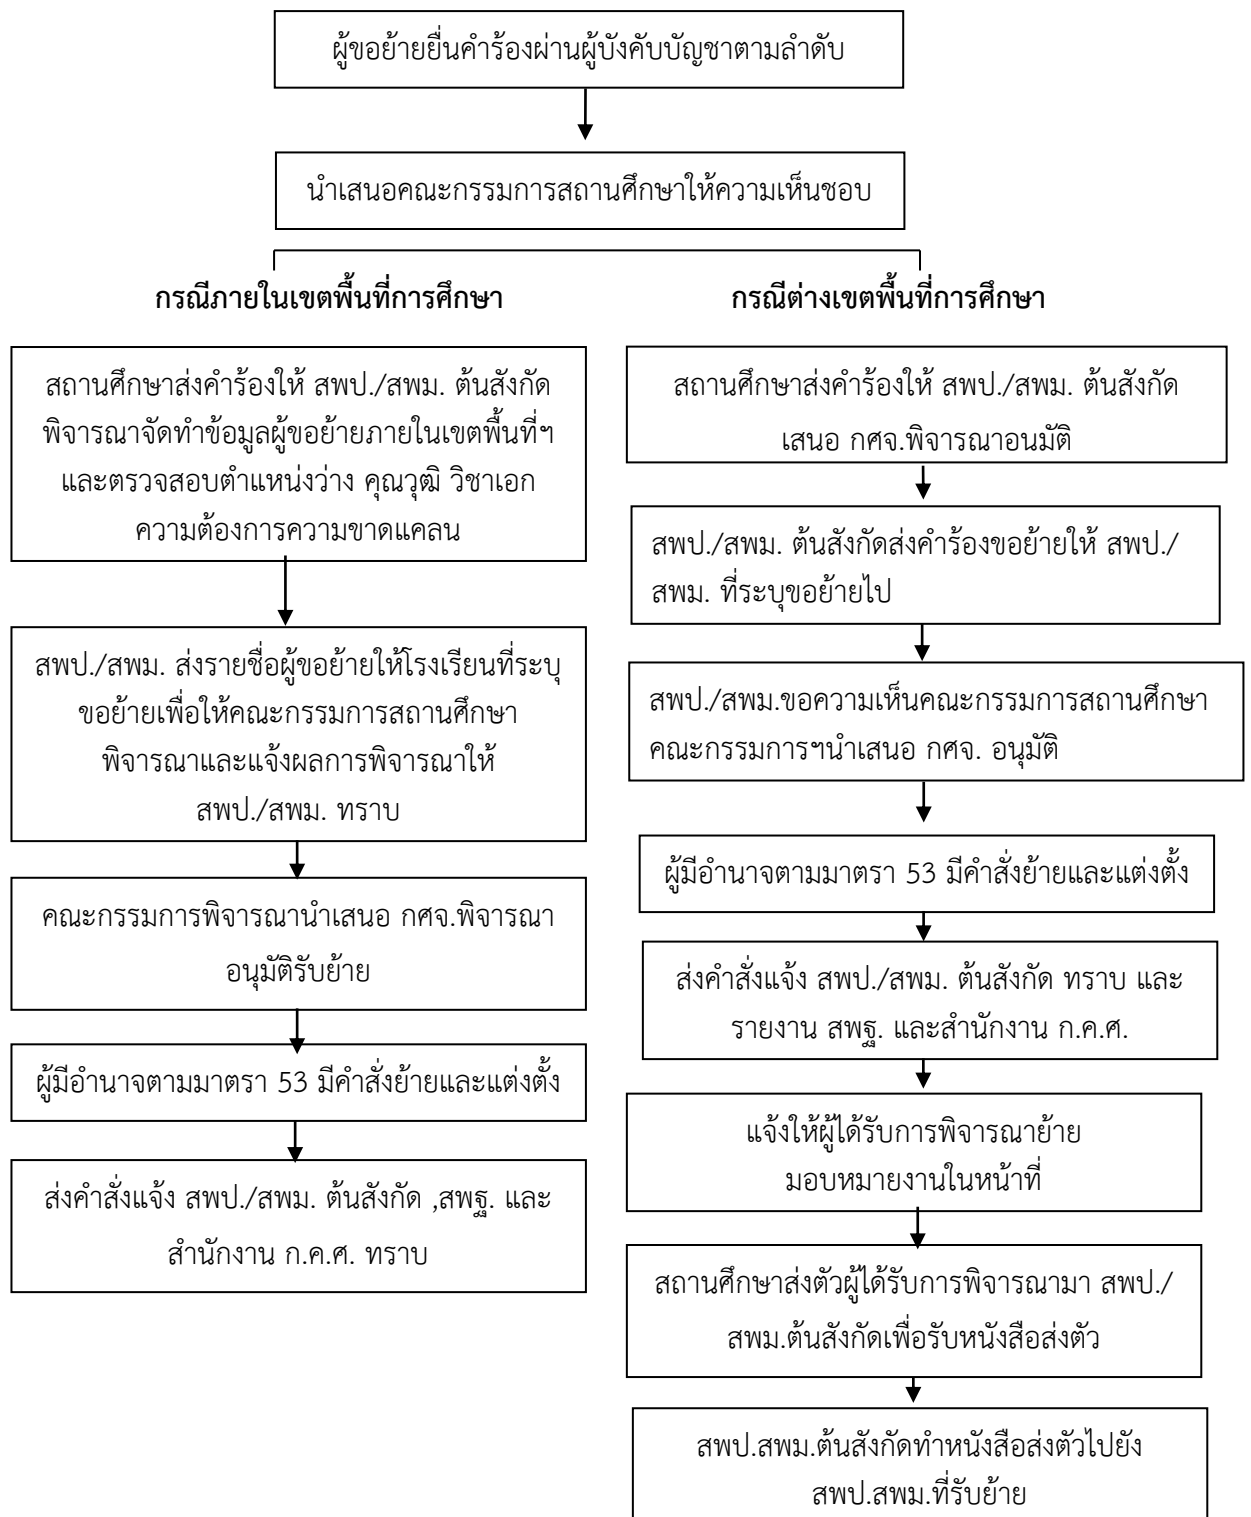 ผู้ขอย้ายยื่นคำร้องผ่านผู้บังคับบัญชาตามลำดับ
นำเสนอคณะกรรมการสถานศึกษาให้ความเห็นชอบ
กรณีภายในเขตพื้นที่การศึกษา
สถานศึกษาส่งคำร้องให้ สพป./สพม. ต้นสังกัด
พิจารณาจัดทำข้อมูลผู้ขอย้ายภายในเขตพื้นที่ฯ
และตรวจสอบตำแหน่งว่าง คุณวุฒิ วิชาเอก
ความต้องการความขาดแคลน
สพป./สพม. ส่งรายชื่อผู้ขอย้ายให้โรงเรียนที่ระบุ
ขอย้ายเพื่อให้คณะกรรมการสถานศึกษา
พิจารณาและแจ้งผลการพิจารณาให้
สพป./สพม. ทราบ
คณะกรรมการพิจารณานำเสนอ กศจ.พิจารณา
อนุมัติรับย้าย
ผู้มีอำนาจตามมาตรา 53 มีคำสั่งย้ายและแต่งตั้ง
ส่งคำสั่งแจ้ง สพป./สพม. ต้นสังกัด ,สพฐ. และ
สำนักงาน ก.ค.ศ. ทราบ
กรณีต่างเขตพื้นที่การศึกษา
สถานศึกษาส่งคำร้องให้ สพป./สพม. ต้นสังกัด
เสนอ กศจ.พิจารณาอนมัติ
สพป./สพม. ต้นสังกัดส่งคำร้องขอย้ายให้ สพป./
สพม. ที่ระบุขอย้ายไป
สพป./สพม.ขอความเห็นคณะกรรมการสถานศึกษา
คณะกรรมการฯนำเสนอ กศจ. อนุมัติ
ผู้มีอำนาจตามมาตรา 53 มีคำสั่งย้ายและแต่งตั้ง
ส่งคำสั่งแจ้ง สพป./สพม. ต้นสังกัด ทราบ และ
รายงาน สพฐ. และสำนักงาน ก.ค.ศ.
แจ้งให้ผู้ได้รับการพิจารณาย้าย
มอบหมายงานในหน้าที่
สถานศึกษาส่งตัวผู้ได้รับการพิจารณามา สพป./
สพม.ต้นสังกัดเพื่อรับหนังสือส่งตัว
สพป.สพม.ต้นสังกัดทำหนังสือส่งตัวไปยัง
สพป.สพม.ที่รับย้าย